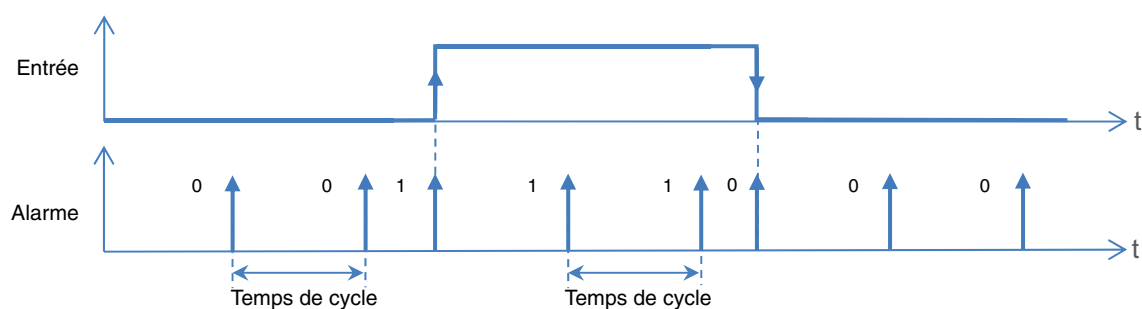 Entrée
t
0 0 1 1 1 0 0 0
Alarme
t
Temps de cycle Temps de cycle